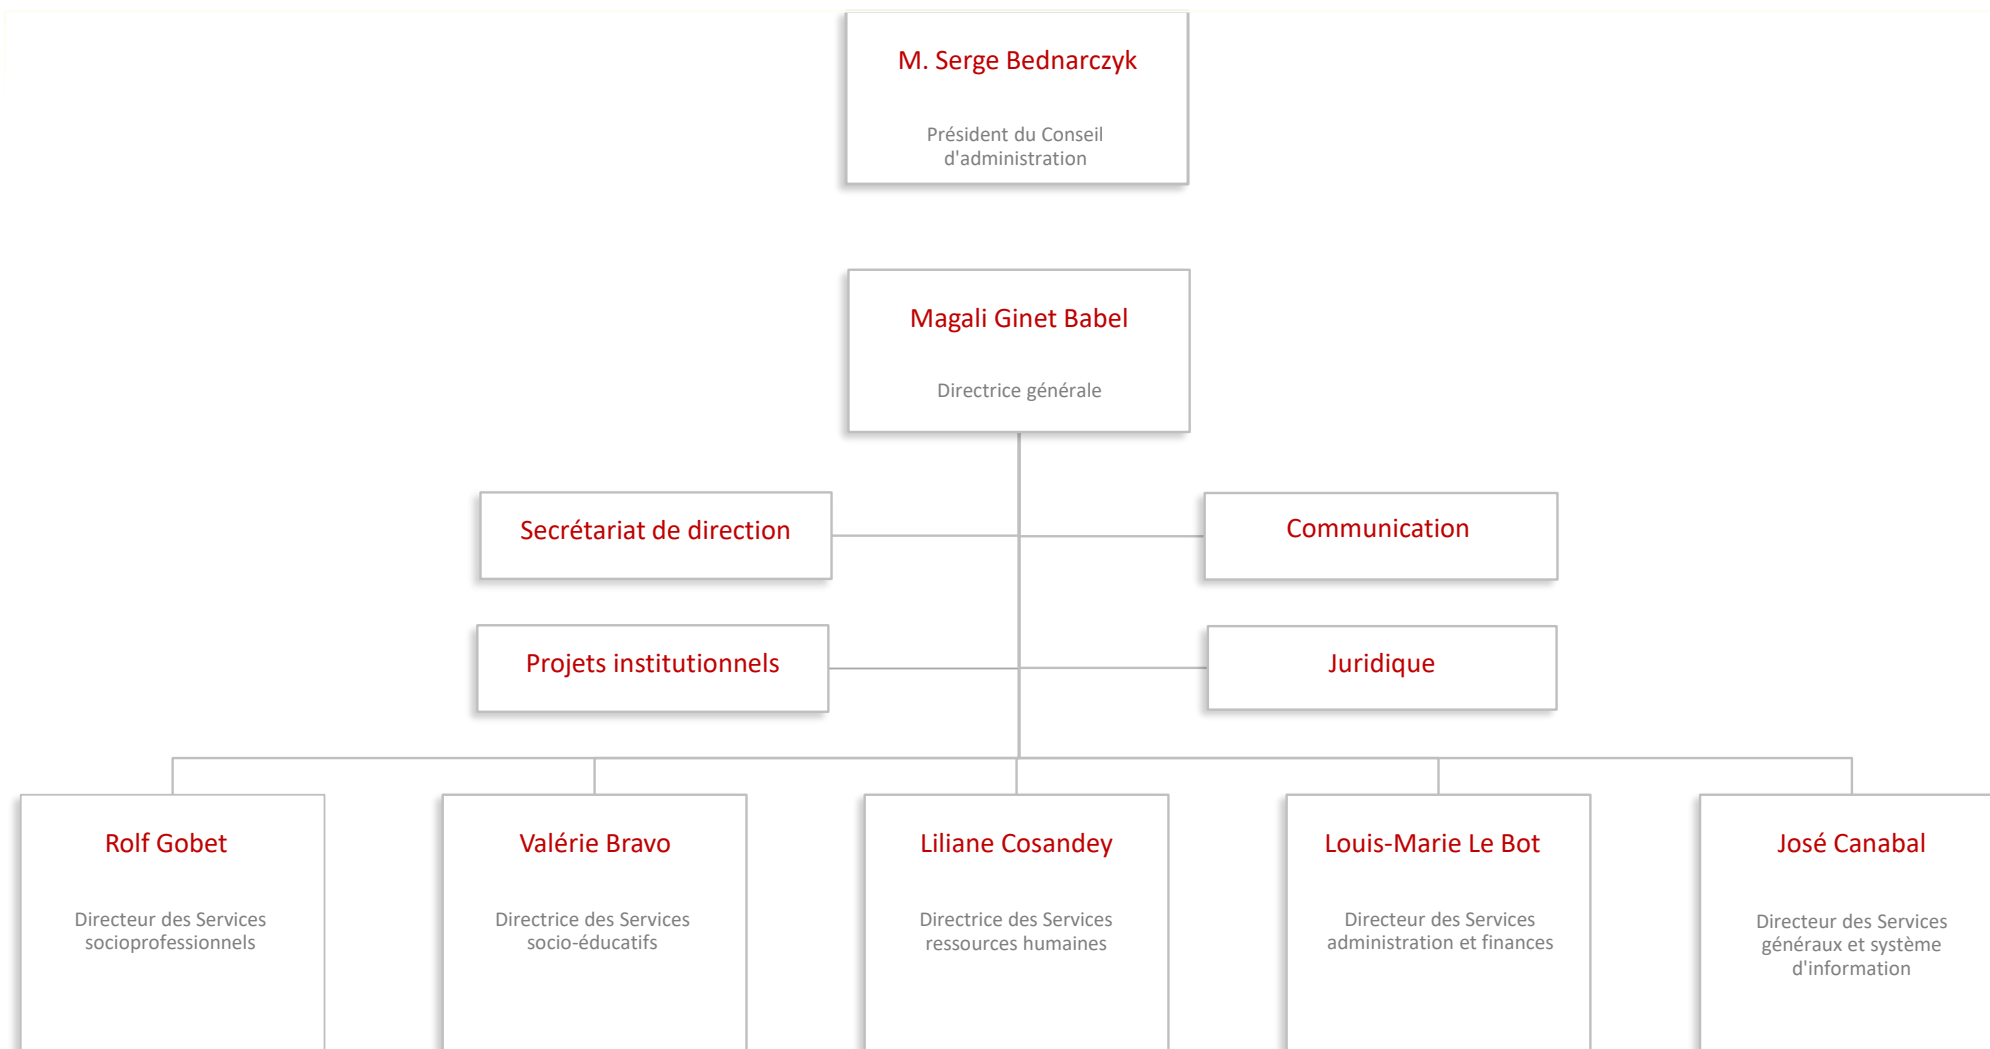 M. Serge Bednarczyk
Président du Conseil
d'administration
Magali Ginet Babel
Directrice générale
Secrétariat de direction
Communication
Projets institutionnels
Juridique
Rolf Gobet
Directeur des Services
socioprofessionnels
Valérie Bravo
Directrice des Services
socio-éducatifs
Liliane Cosandey
Directrice des Services
ressources humaines
Louis-Marie Le Bot
Directeur des Services
administration et finances
José Canabal
Directeur des Services
généraux et système
d'information